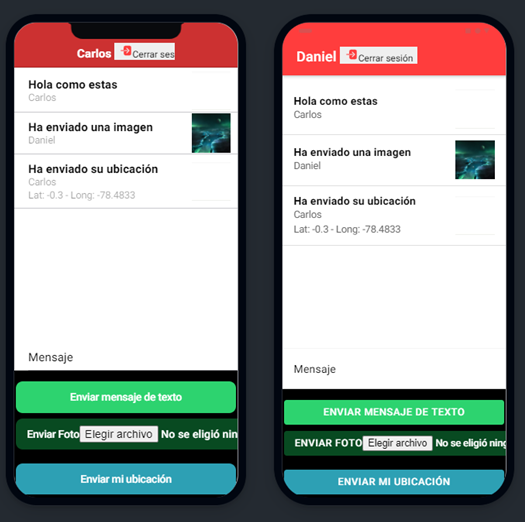 Carlos Cerrar ses
Hola como estas
Carlos
Ha enviado una imagen
Daniel
Ha enviado su ubicación
Carlos
Lat: -0.3 - Long: -78.4833
Mensaje
Enviar mensaje de texto
Enviar Foto Elegir archivo No se eligió nin
Enviar mi ubicación
Daniel Cerrar sesión
Hola como estas
Carlos
Ha enviado una imagen
Daniel
Ha enviado su ubicación
Carlos
Lat: -0.3 - Long: -78.4833
Mensaje
ENVIAR MENSAJE DE TEXTO
ENVIAR FOTO Elegir archivo No se eligió ning
ENVIAR MI UBICACIÓN